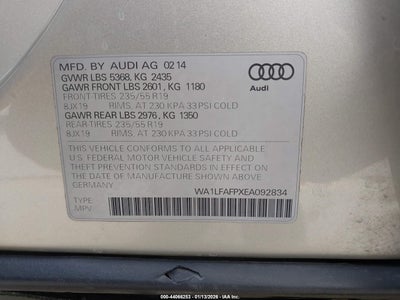 MFD. BY AUDI AG 02 14
GVWR LBS 5368, KG 2435
GAWR FRONT LBS 2601, KG 1180
FRONT-TIRES 235/55 R19
8JX19 RIMS. AT 230 KPA 33 PSI COLD
GAWR REAR LBS 2976, KG 1350
REAR-TIRES 235/55 R19
8JX19 RIMS. AT 230 KPA 33 PSI COLD
Audi
THIS VEHICLE CONFORMS TO ALL APPLICABLE
U.S. FEDERAL MOTOR VEHICLE SAFETY, BUMPER AND
THEFT PREVENTION STANDARDS IN EFFECT ON
THE DATE OF MANUFACTURE SHOWN ABOVE.
GERMANY
WA1LFAFPXEA092834
TYPE:
MPV
000-44066253 - 01/13/2026 - IAA Inc.